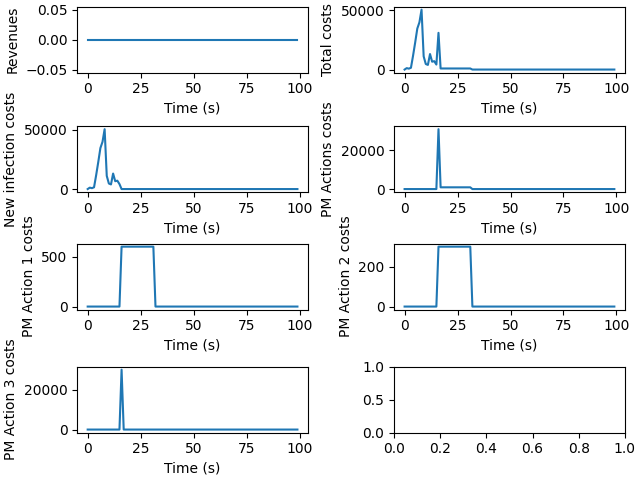 Revenues
0.05
0.00
−0.05
0 25 50 75 100
Time (s)
Total costs
50000
0
0 25 50 75 100
Time (s)
New infection costs
50000
0
0 25 50 75 100
Time (s)
PM Actions costs
20000
0
0 25 50 75 100
Time (s)
PM Action 1 costs
500
0
0 25 50 75 100
Time (s)
PM Action 2 costs
200
0
0 25 50 75 100
Time (s)
PM Action 3 costs
20000
0
0 25 50 75 100
Time (s)
1.0
0.5
0.0
0.0 0.2 0.4 0.6 0.8 1.0